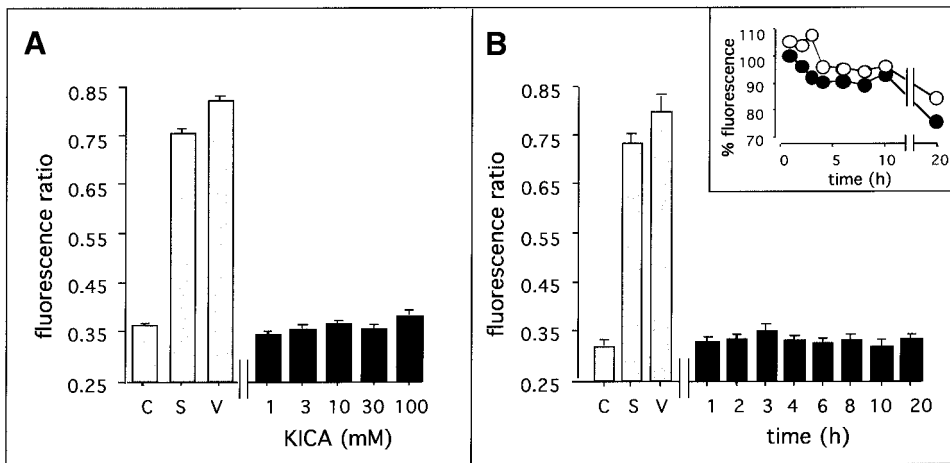 A
fluorescence ratio
0.85
0.75
0.65
0.55
0.45
0.35
0.25
C S V 1 3 10 30 100
KICA (mM)
B
fluorescence ratio
0.85
0.75
0.65
0.55
0.45
0.35
0.25
C S V 1 2 3 4 6 8 10 20
time (h)
% fluorescence
110
100
90
80
70
0 5 10 20
time (h)